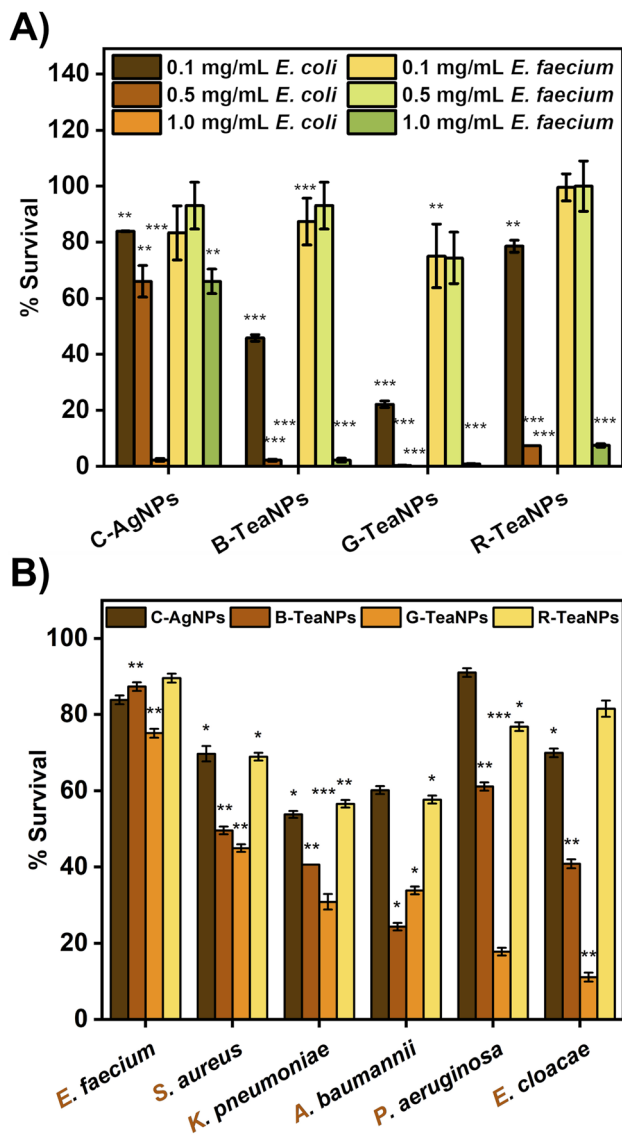 A)
0.1 mg/mL E. coli 0.1 mg/mL E. faecium
0.5 mg/mL E. coli 0.5 mg/mL E. faecium
1.0 mg/mL E. coli 1.0 mg/mL E. faecium
% Survival
140
120
100
80
60
40
20
0
** ** *** **
*** *** *** *** ***
*** *** *** ** ***
** *** *** ***
C-AgNPs B-TeaNPs G-TeaNPs R-TeaNPs
B)
C-AgNPs B-TeaNPs G-TeaNPs R-TeaNPs
% Survival
100
80
60
40
20
0
** **
* ** ** *
* ** *** **
* * *
** *** *
* ** **
E. faecium
S. aureus
K. pneumoniae
A. baumannii
P. aeruginosa
E. cloacae